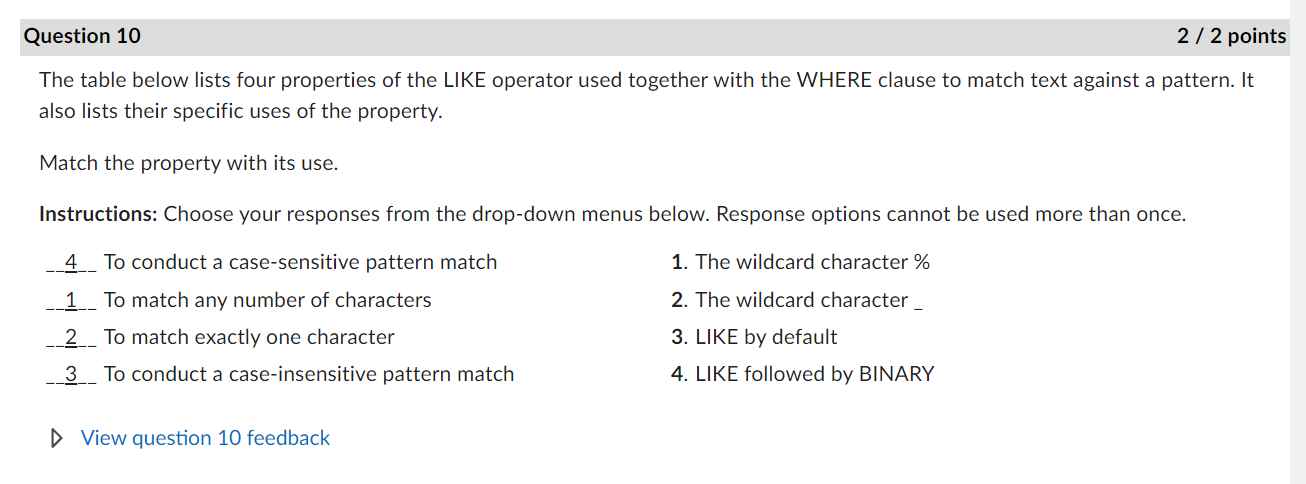 Question 10 2 / 2 points
The table below lists four properties of the LIKE operator used together with the WHERE clause to match text against a pattern. It
also lists their specific uses of the property.
Match the property with its use.
Instructions: Choose your responses from the drop-down menus below. Response options cannot be used more than once.
__4__ To conduct a case-sensitive pattern match 1. The wildcard character %
__1__ To match any number of characters 2. The wildcard character _
__2__ To match exactly one character 3. LIKE by default
__3__ To conduct a case-insensitive pattern match 4. LIKE followed by BINARY
View question 10 feedback